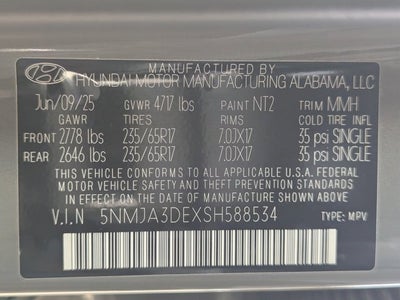 MANUFACTURED BY
HYUNDAI MOTOR MANUFACTURING ALABAMA, LLC
Jun/09/25 GVWR 4717 lbs PAINT NT2 TRIM MMH
GAWR TIRES RIMS COLD TIRE INFL
FRONT 2778 lbs 235/65R17 7.0JX17 35 psi SINGLE
REAR 2646 lbs 235/65R17 7.0JX17 35 psi SINGLE
THIS VEHICLE CONFORMS TO ALL APPLICABLE U.S.A. FEDERAL
MOTOR VEHICLE SAFETY AND THEFT PREVENTION STANDARDS IN
EFFECT ON THE DATE OF MANUFACTURE SHOWN ABOVE.
V.I.N 5NMJA3DEXSH588534 TYPE: MPV